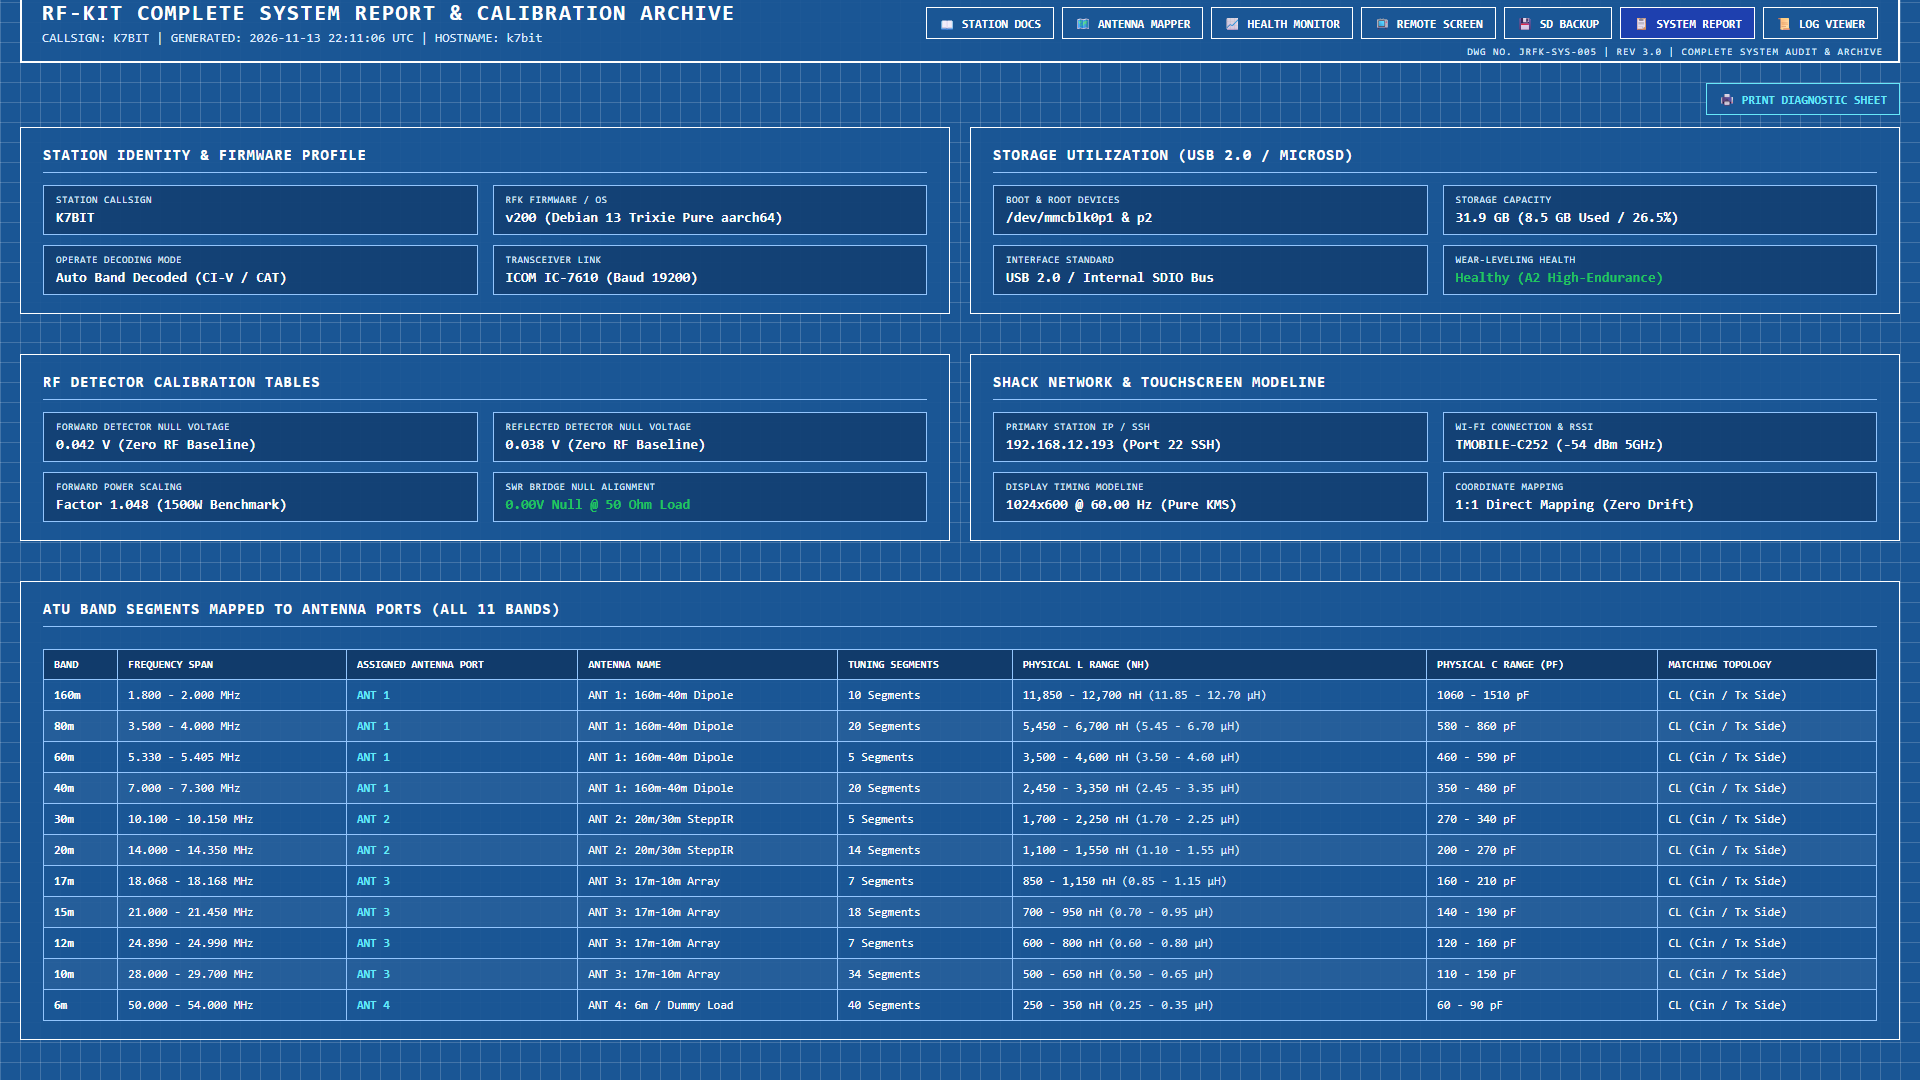 RF-KIT COMPLETE SYSTEM REPORT & CALIBRATION ARCHIVE
CALLSIGN: K7BIT | GENERATED: 2026-11-13 22:11:06 UTC | HOSTNAME: k7bit
STATION DOCS
ANTENNA MAPPER
HEALTH MONITOR
REMOTE SCREEN
SD BACKUP
SYSTEM REPORT
LOG VIEWER
DWG NO. JRFK-SYS-005 | REV 3.0 | COMPLETE SYSTEM AUDIT & ARCHIVE
PRINT DIAGNOSTIC SHEET
STATION IDENTITY & FIRMWARE PROFILE
STATION CALLSIGN
K7BIT
RFK FIRMWARE / OS
v200 (Debian 13 Trixie Pure aarch64)
OPERATE DECODING MODE
Auto Band Decoded (CI-V / CAT)
TRANSCEIVER LINK
ICOM IC-7610 (Baud 19200)
STORAGE UTILIZATION (USB 2.0 / MICROSD)
BOOT & ROOT DEVICES
/dev/mmcblk0p1 & p2
STORAGE CAPACITY
31.9 GB (8.5 GB Used / 26.5%)
INTERFACE STANDARD
USB 2.0 / Internal SDIO Bus
WEAR-LEVELING HEALTH
Healthy (A2 High-Endurance)
RF DETECTOR CALIBRATION TABLES
FORWARD DETECTOR NULL VOLTAGE
0.042 V (Zero RF Baseline)
REFLECTED DETECTOR NULL VOLTAGE
0.038 V (Zero RF Baseline)
FORWARD POWER SCALING
Factor 1.048 (1500W Benchmark)
SWR BRIDGE NULL ALIGNMENT
0.00V Null @ 50 Ohm Load
SHACK NETWORK & TOUCHSCREEN MODELINE
PRIMARY STATION IP / SSH
192.168.12.193 (Port 22 SSH)
WI-FI CONNECTION & RSSI
TMOBILE-C252 (-54 dBm 5GHz)
DISPLAY TIMING MODELINE
1024x600 @ 60.00 Hz (Pure KMS)
COORDINATE MAPPING
1:1 Direct Mapping (Zero Drift)
ATU BAND SEGMENTS MAPPED TO ANTENNA PORTS (ALL 11 BANDS)
BAND FREQUENCY SPAN ASSIGNED ANTENNA PORT ANTENNA NAME TUNING SEGMENTS PHYSICAL L RANGE (NH) PHYSICAL C RANGE (PF) MATCHING TOPOLOGY
160m 1.800 - 2.000 MHz ANT 1 ANT 1: 160m-40m Dipole 10 Segments 11,850 - 12,700 nH (11.85 - 12.70 µH) 1060 - 1510 pF CL (Cin / Tx Side)
80m 3.500 - 4.000 MHz ANT 1 ANT 1: 160m-40m Dipole 20 Segments 5,450 - 6,700 nH (5.45 - 6.70 µH) 580 - 860 pF CL (Cin / Tx Side)
60m 5.330 - 5.405 MHz ANT 1 ANT 1: 160m-40m Dipole 5 Segments 3,500 - 4,600 nH (3.50 - 4.60 µH) 460 - 590 pF CL (Cin / Tx Side)
40m 7.000 - 7.300 MHz ANT 1 ANT 1: 160m-40m Dipole 20 Segments 2,450 - 3,350 nH (2.45 - 3.35 µH) 350 - 480 pF CL (Cin / Tx Side)
30m 10.100 - 10.150 MHz ANT 2 ANT 2: 20m/30m SteppIR 5 Segments 1,700 - 2,250 nH (1.70 - 2.25 µH) 270 - 340 pF CL (Cin / Tx Side)
20m 14.000 - 14.350 MHz ANT 2 ANT 2: 20m/30m SteppIR 14 Segments 1,100 - 1,550 nH (1.10 - 1.55 µH) 200 - 270 pF CL (Cin / Tx Side)
17m 18.068 - 18.168 MHz ANT 3 ANT 3: 17m-10m Array 7 Segments 850 - 1,150 nH (0.85 - 1.15 µH) 160 - 210 pF CL (Cin / Tx Side)
15m 21.000 - 21.450 MHz ANT 3 ANT 3: 17m-10m Array 18 Segments 700 - 950 nH (0.70 - 0.95 µH) 140 - 190 pF CL (Cin / Tx Side)
12m 24.890 - 24.990 MHz ANT 3 ANT 3: 17m-10m Array 7 Segments 600 - 800 nH (0.60 - 0.80 µH) 120 - 160 pF CL (Cin / Tx Side)
10m 28.000 - 29.700 MHz ANT 3 ANT 3: 17m-10m Array 34 Segments 500 - 650 nH (0.50 - 0.65 µH) 110 - 150 pF CL (Cin / Tx Side)
6m 50.000 - 54.000 MHz ANT 4 ANT 4: 6m / Dummy Load 40 Segments 250 - 350 nH (0.25 - 0.35 µH) 60 - 90 pF CL (Cin / Tx Side)